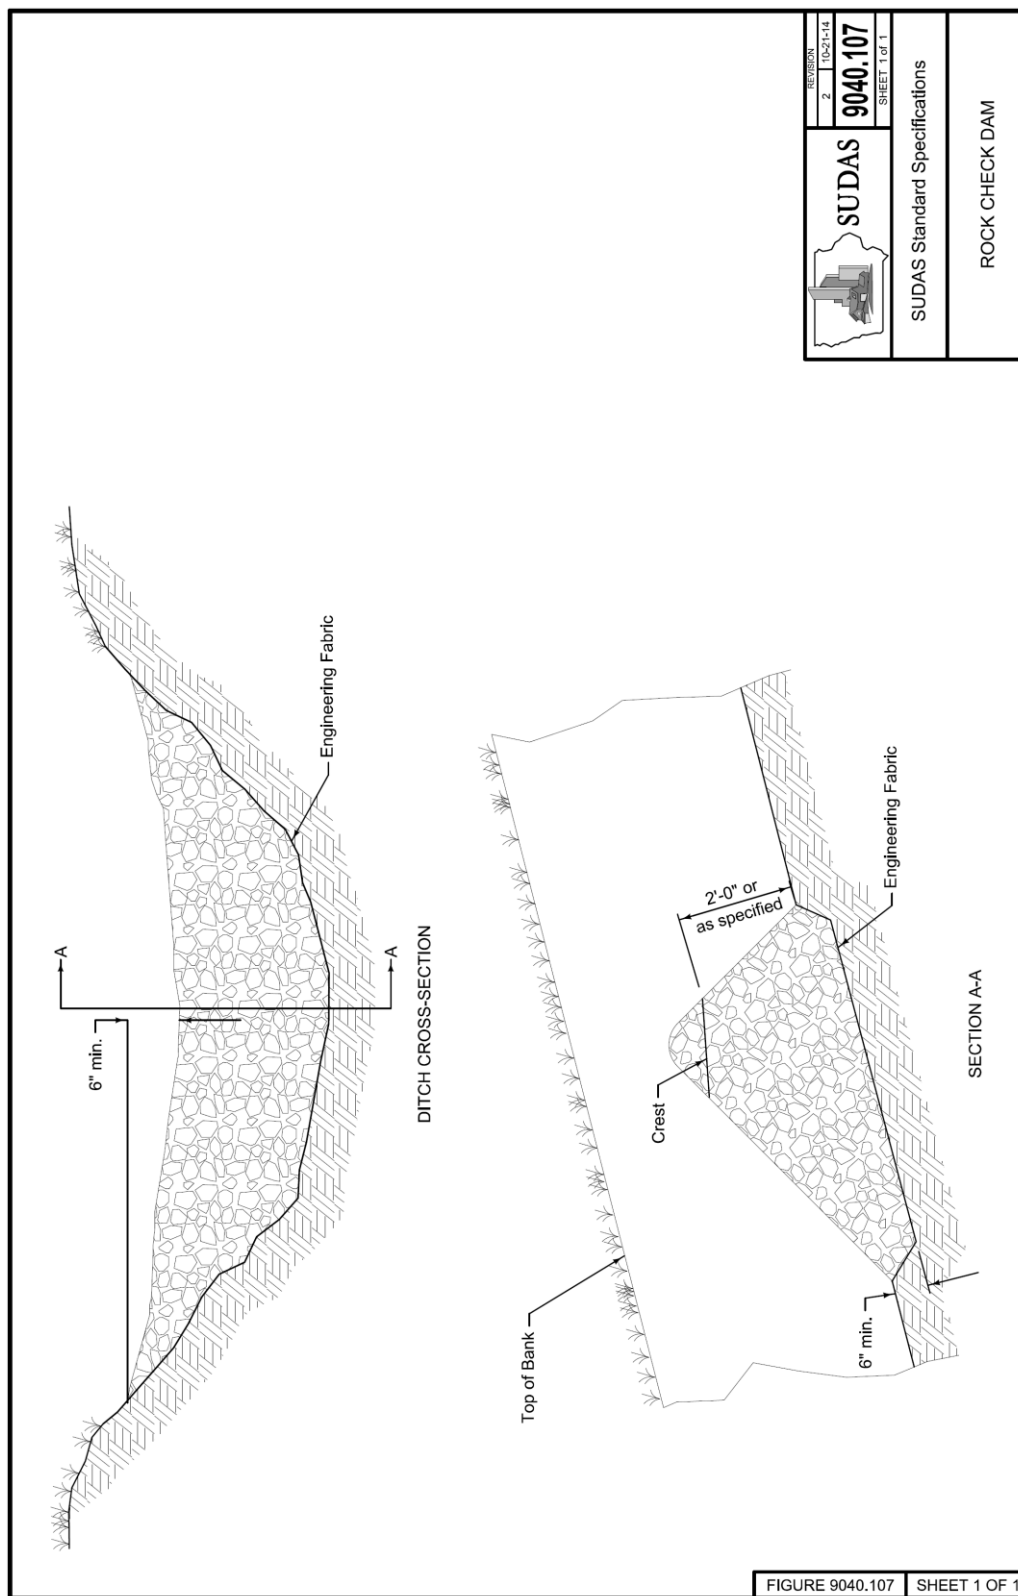 A
A
6" min.
Engineering Fabric
DITCH CROSS-SECTION
Top of Bank
Crest
2'-0" or
as specified
6" min.
Engineering Fabric
SECTION A-A
SUDAS
REVISION
2 10-21-14
9040.107
SHEET 1 of 1
SUDAS Standard Specifications
ROCK CHECK DAM
FIGURE 9040.107 SHEET 1 OF 1